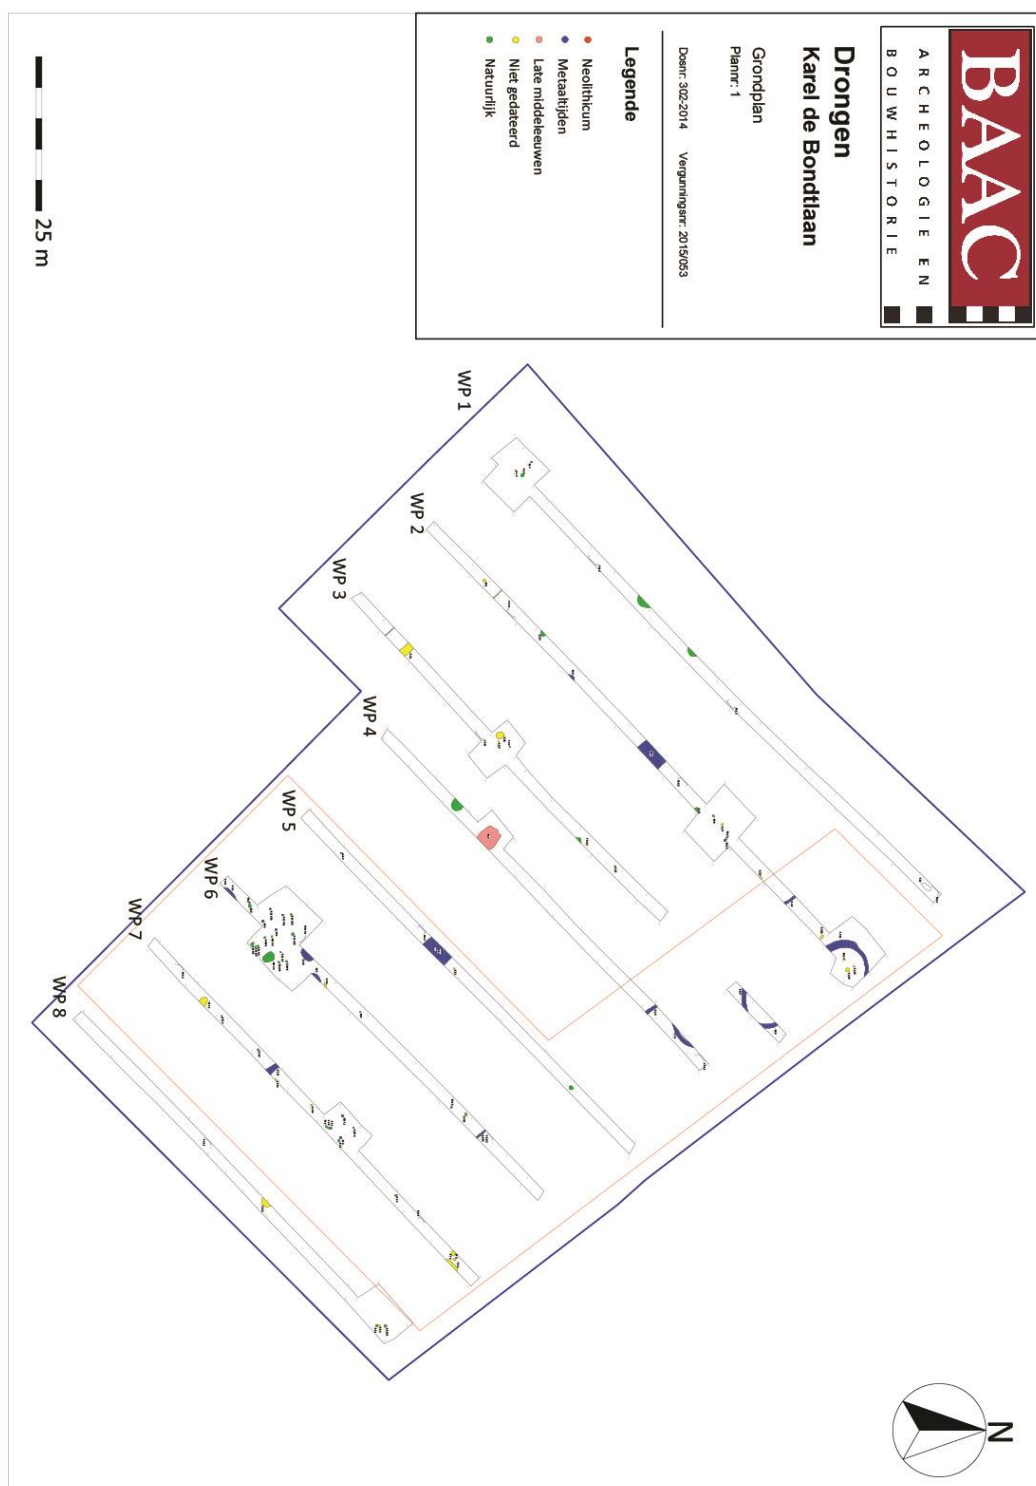 BAAC
ARCHEOLOGIE EN
BOUWHISTORIE
Drongen
Karel de Bondtlaan
Grondplan
Plannr: 1
Dosnr: 302-2014 Vergunningsnr: 2015/053
Legende
Neolithicum
Metaaltijden
Late middeleeuwen
Niet gedateerd
Natuurlijk
25 m
WP 1
WP 2
WP 3
WP 4
WP 5
WP 6
WP 7
WP 8
N